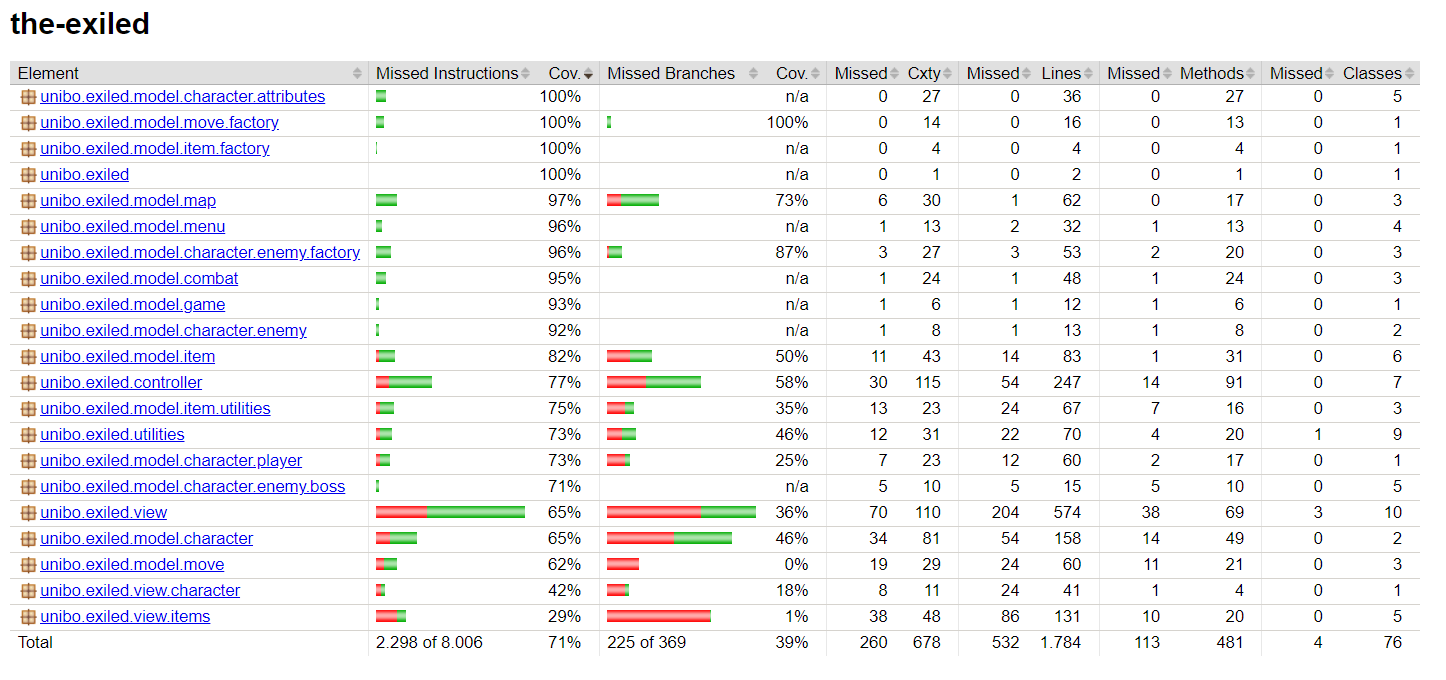 the-exiled
Element Missed Instructions Cov. Missed Branches Cov. Missed Cxty Missed Lines Missed Methods Missed Classes
unibo.exiled.model.character.attributes 100% n/a 0 27 0 36 0 27 0 5
unibo.exiled.model.move.factory 100% 100% 0 14 0 16 0 13 0 1
unibo.exiled.model.item.factory 100% n/a 0 4 0 4 0 4 0 1
unibo.exiled 100% n/a 0 1 0 2 0 1 0 1
unibo.exiled.model.map 97% 73% 6 30 1 62 0 17 0 3
unibo.exiled.model.menu 96% n/a 1 13 2 32 1 13 0 4
unibo.exiled.model.character.enemy.factory 96% 87% 3 27 3 53 2 20 0 3
unibo.exiled.model.combat 95% n/a 1 24 1 48 1 24 0 3
unibo.exiled.model.game 93% n/a 1 6 1 12 1 6 0 1
unibo.exiled.model.character.enemy 92% n/a 1 8 1 13 1 8 0 2
unibo.exiled.model.item 82% 50% 11 43 14 83 1 31 0 6
unibo.exiled.controller 77% 58% 30 115 54 247 14 91 0 7
unibo.exiled.model.item.utilities 75% 35% 13 23 24 67 7 16 0 3
unibo.exiled.utilities 73% 46% 12 31 22 70 4 20 1 9
unibo.exiled.model.character.player 73% 25% 7 23 12 60 2 17 0 1
unibo.exiled.model.character.enemy.boss 71% n/a 5 10 5 15 5 10 0 5
unibo.exiled.view 65% 36% 70 110 204 574 38 69 3 10
unibo.exiled.model.character 65% 46% 34 81 54 158 14 49 0 2
unibo.exiled.model.move 62% 0% 19 29 24 60 11 21 0 3
unibo.exiled.view.character 42% 18% 8 11 24 41 1 4 0 1
unibo.exiled.view.items 29% 1% 38 48 86 131 10 20 0 5
Total 2.298 of 8.006 71% 225 of 369 39% 260 678 532 1.784 113 481 4 76